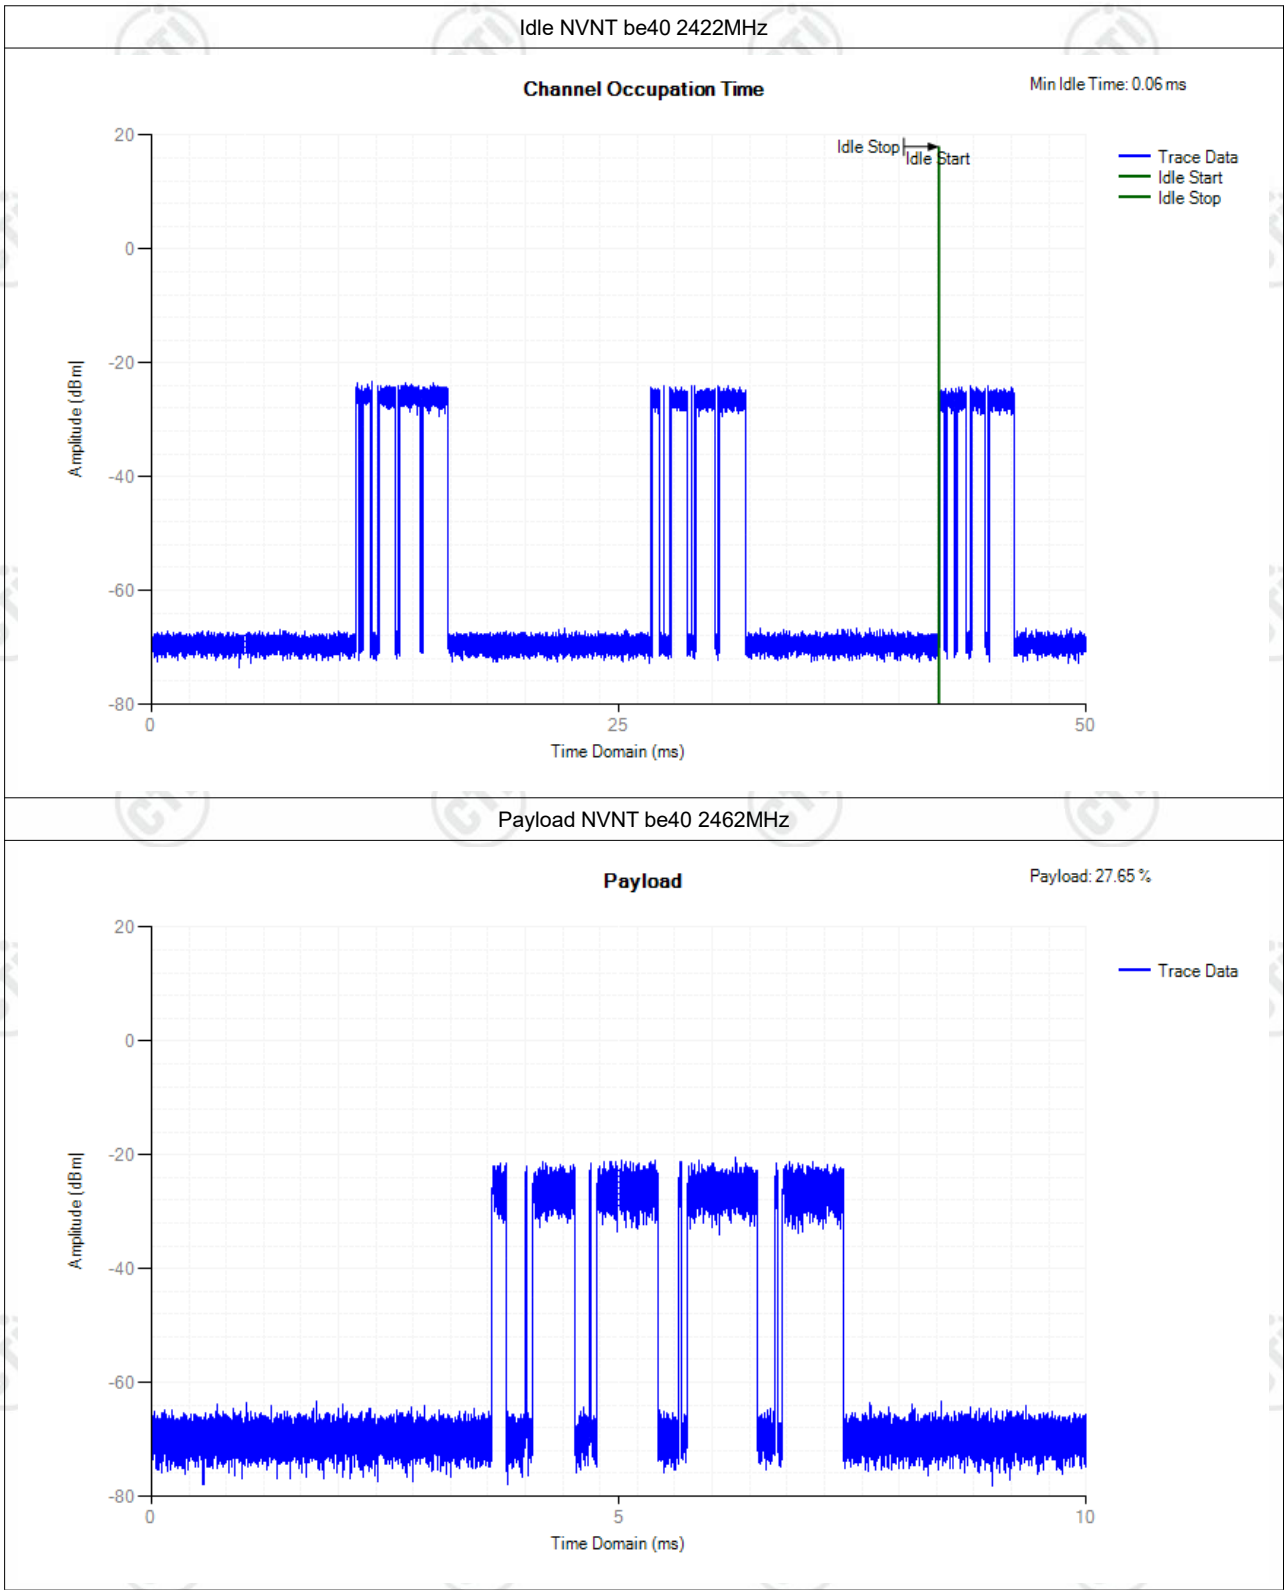 Idle NVNT be40 2422MHz
Channel Occupation Time
Min Idle Time: 0.06 ms
20
0
-20
-40
-60
-80
Amplitude (dBm)
Idle Stop
Idle Start
Trace Data
Idle Start
Idle Stop
0
25
50
Time Domain (ms)
Payload NVNT be40 2462MHz
Payload
Payload: 27.65 %
20
0
-20
-40
-60
-80
Amplitude (dBm)
Trace Data
0
5
10
Time Domain (ms)